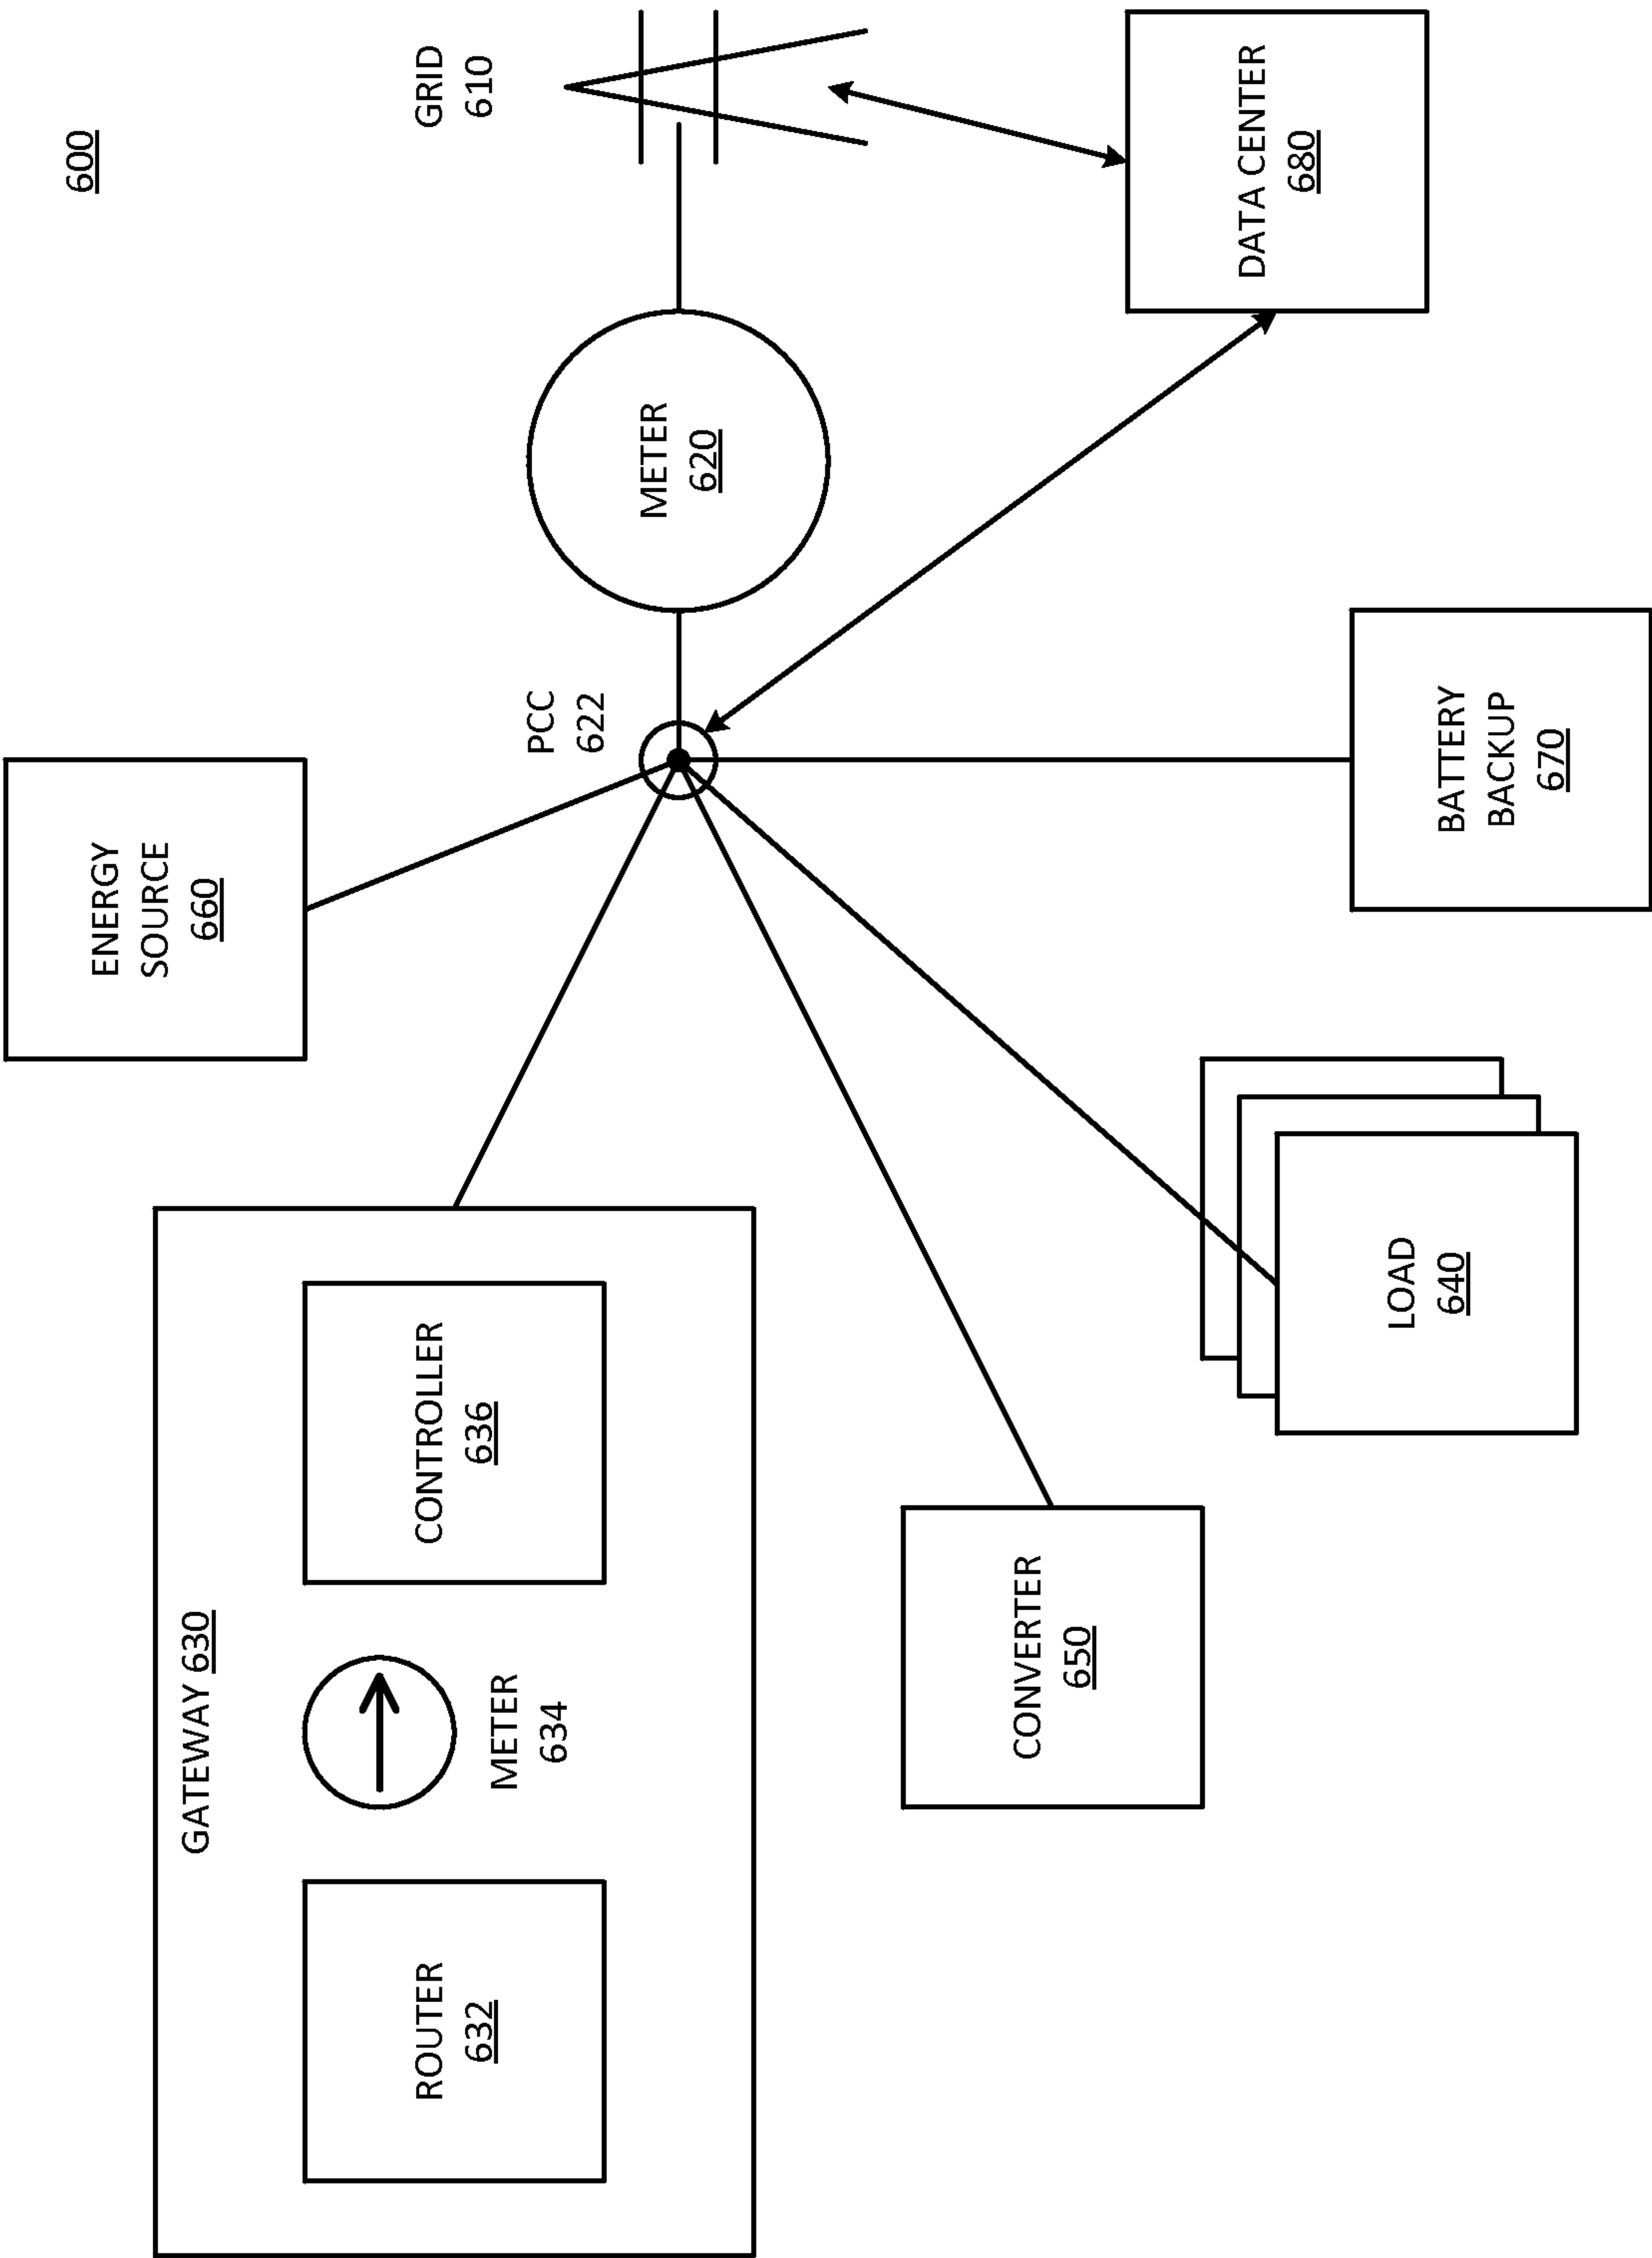 600
ENERGY
SOURCE
660
GATEWAY 630
ROUTER
632
METER
634
CONTROLLER
636
GRID
610
PCC
622
METER
620
CONVERTER
650
DATA CENTER
680
LOAD
640
BATTERY
BACKUP
670